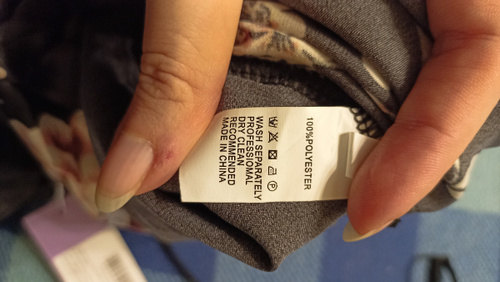 100%POLYESTER
WASH SEPARATELY
PROFESSIONAL
DRY CLEAN
RECOMMENDED
MADE IN CHINA